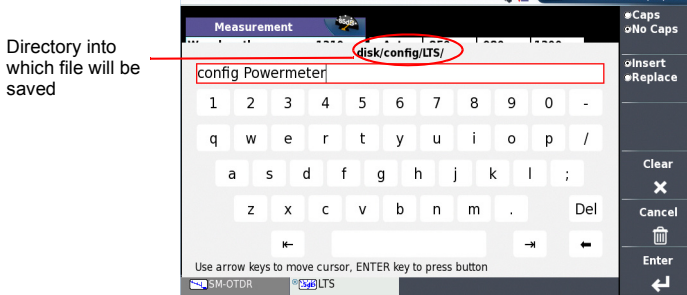 Directory into
which file will be
saved
Measurement
disk/config/LTS/
config Powermeter
1 2 3 4 5 6 7 8 9 0 -
q w e r t y u i o p /
a s d f g h j k l ;
z x c v b n m . Del
Use arrow keys to move cursor, ENTER key to press button
SM-OTDR
LTS
Caps
No Caps
Insert
Replace
Clear
Cancel
Enter